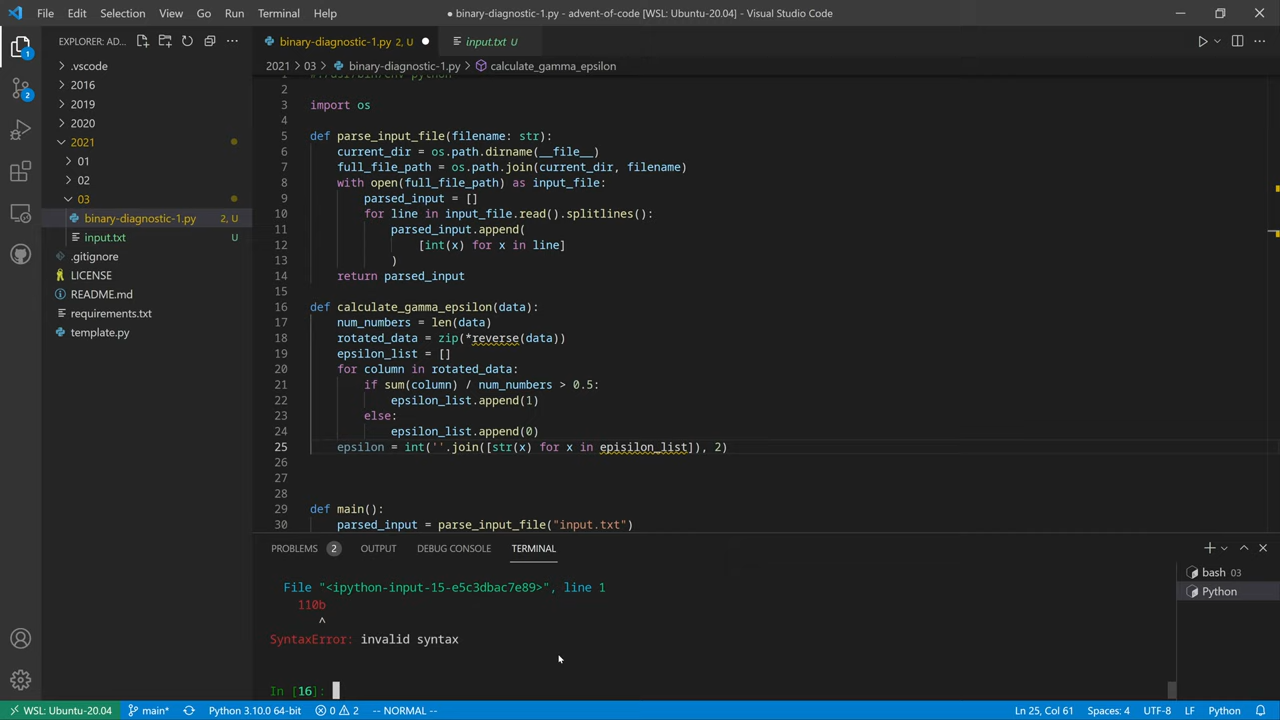 File Edit Selection View Go Run Terminal Help ● binary-diagnostic-1.py - advent-of-code [WSL: Ubuntu-20.04] - Visual Studio Code
EXPLORER: AD... binary-diagnostic-1.py 2, U ● input.txt U
2021 > 03 > binary-diagnostic-1.py > calculate_gamma_epsilon
.vscode
2016
2019
2020
2021
01
02
03
binary-diagnostic-1.py 2, U
input.txt U
.gitignore
LICENSE
README.md
requirements.txt
template.py
1 #!/usr/bin/env python
2
3 import os
4
5 def parse_input_file(filename: str):
6 current_dir = os.path.dirname(__file__)
7 full_file_path = os.path.join(current_dir, filename)
8 with open(full_file_path) as input_file:
9 parsed_input = []
10 for line in input_file.read().splitlines():
11 parsed_input.append(
12 [int(x) for x in line]
13 )
14 return parsed_input
15
16 def calculate_gamma_epsilon(data):
17 num_numbers = len(data)
18 rotated_data = zip(*reverse(data))
19 epsilon_list = []
20 for column in rotated_data:
21 if sum(column) / num_numbers > 0.5:
22 epsilon_list.append(1)
23 else:
24 epsilon_list.append(0)
25 epsilon = int(''.join([str(x) for x in episilon_list]), 2)
26
27
28
29 def main():
30 parsed_input = parse_input_file("input.txt")
PROBLEMS 2 OUTPUT DEBUG CONSOLE TERMINAL
File "<ipython-input-15-e5c3dbac7e89>", line 1
110b
^
SyntaxError: invalid syntax
In [16]:
bash 03
Python
1
2
WSL: Ubuntu-20.04 main* Python 3.10.0 64-bit 0 2 -- NORMAL -- Ln 25, Col 61 Spaces: 4 UTF-8 LF Python